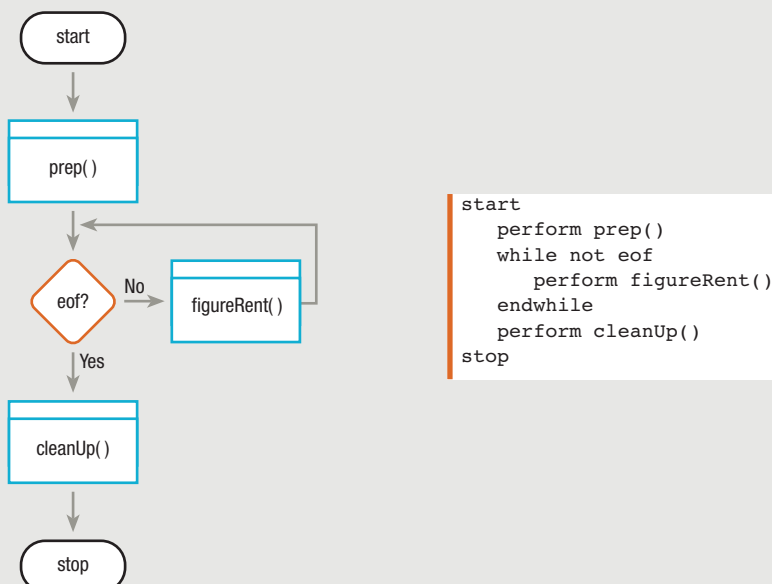 start
prep( )
eof?
No
figureRent( )
Yes
cleanUp( )
stop
start
   perform prep()
   while not eof
      perform figureRent()
   endwhile
   perform cleanUp()
stop